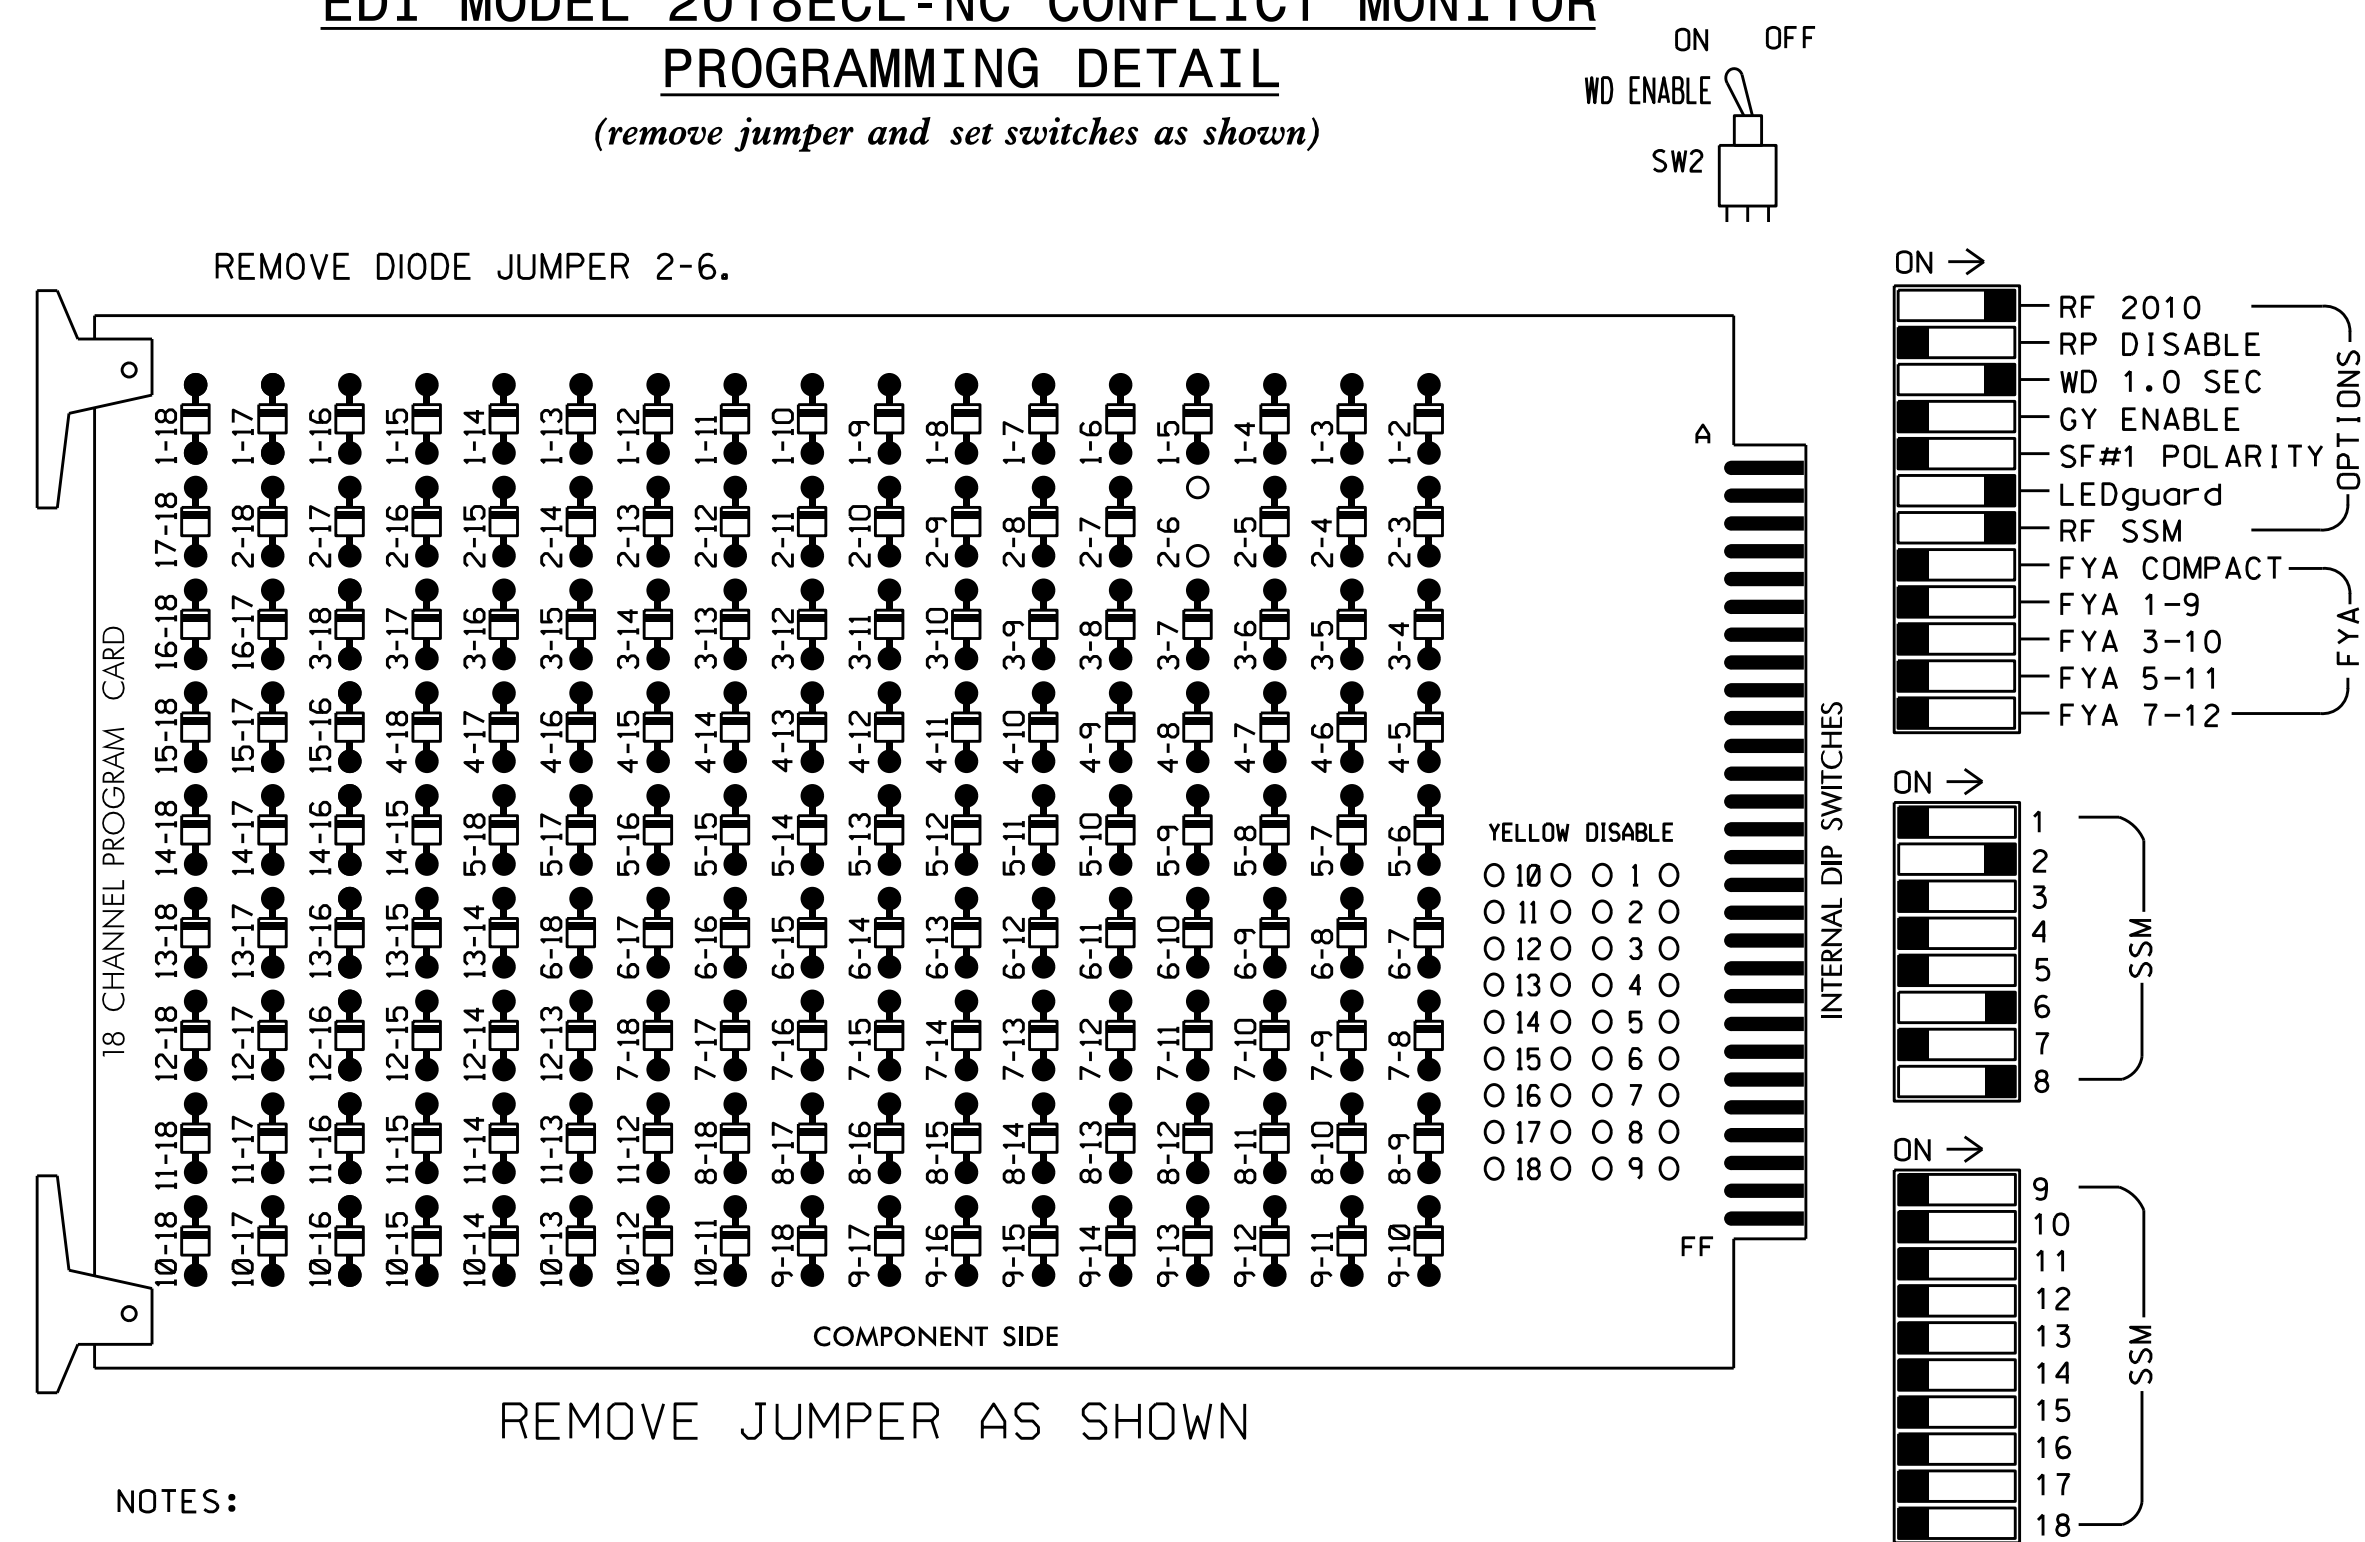 EDI MODEL 2018ECL-NC CONFLICT MONITOR
PROGRAMMING DETAIL
(remove jumper and set switches as shown)
ON OFF
WD ENABLE
SW2
REMOVE DIODE JUMPER 2-6.
18 CHANNEL PROGRAM CARD
1-18 1-17 1-16 1-15 1-14 1-13 1-12 1-11 1-10 1-9 1-8 1-7 1-6 1-5 1-4 1-3 1-2
17-18 2-18 2-17 2-16 2-15 2-14 2-13 2-12 2-11 2-10 2-9 2-8 2-7 2-6 2-5 2-4 2-3
16-18 16-17 3-18 3-17 3-16 3-15 3-14 3-13 3-12 3-11 3-10 3-9 3-8 3-7 3-6 3-5 3-4
15-18 15-17 15-16 4-18 4-17 4-16 4-15 4-14 4-13 4-12 4-11 4-10 4-9 4-8 4-7 4-6 4-5
14-18 14-17 14-16 14-15 5-18 5-17 5-16 5-15 5-14 5-13 5-12 5-11 5-10 5-9 5-8 5-7 5-6
13-18 13-17 13-16 13-15 13-14 6-18 6-17 6-16 6-15 6-14 6-13 6-12 6-11 6-10 6-9 6-8 6-7
12-18 12-17 12-16 12-15 12-14 12-13 7-18 7-17 7-16 7-15 7-14 7-13 7-12 7-11 7-10 7-9 7-8
11-18 11-17 11-16 11-15 11-14 11-13 11-12 8-18 8-17 8-16 8-15 8-14 8-13 8-12 8-11 8-10 8-9
10-18 10-17 10-16 10-15 10-14 10-13 10-12 10-11 9-18 9-17 9-16 9-15 9-14 9-13 9-12 9-11 9-10
A
FF
YELLOW DISABLE
10 1
11 2
12 3
13 4
14 5
15 6
16 7
17 8
18 9
COMPONENT SIDE
REMOVE JUMPER AS SHOWN
NOTES:
INTERNAL DIP SWITCHES
ON
RF 2010
RP DISABLE
WD 1.0 SEC
GY ENABLE
SF#1 POLARITY
LEDguard
RF SSM
OPTIONS
FYA COMPACT
FYA 1-9
FYA 3-10
FYA 5-11
FYA 7-12
FYA
ON
1
2
3
4
5
6
7
8
SSM
ON
9
10
11
12
13
14
15
16
17
18
SSM